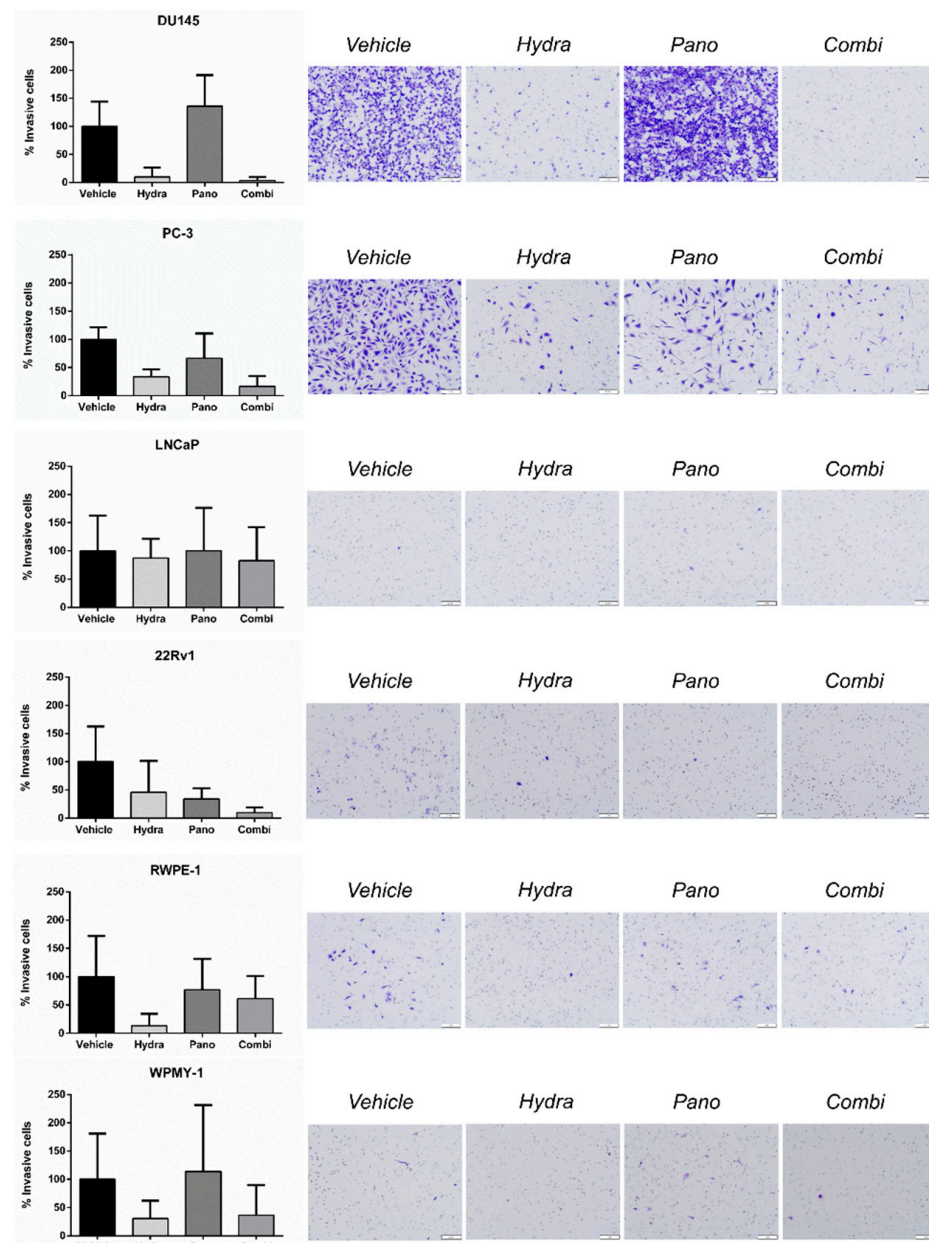 DU145
250
200
150
100
50
0
% Invasive cells
Vehicle Hydra Pano Combi
Vehicle Hydra Pano Combi
PC-3
250
200
150
100
50
0
% Invasive cells
Vehicle Hydra Pano Combi
Vehicle Hydra Pano Combi
LNCaP
250
200
150
100
50
0
% Invasive cells
Vehicle Hydra Pano Combi
Vehicle Hydra Pano Combi
22Rv1
250
200
150
100
50
0
% Invasive cells
Vehicle Hydra Pano Combi
Vehicle Hydra Pano Combi
RWPE-1
250
200
150
100
50
0
% Invasive cells
Vehicle Hydra Pano Combi
Vehicle Hydra Pano Combi
WPMY-1
250
200
150
100
50
0
% Invasive cells
Vehicle Hydra Pano Combi